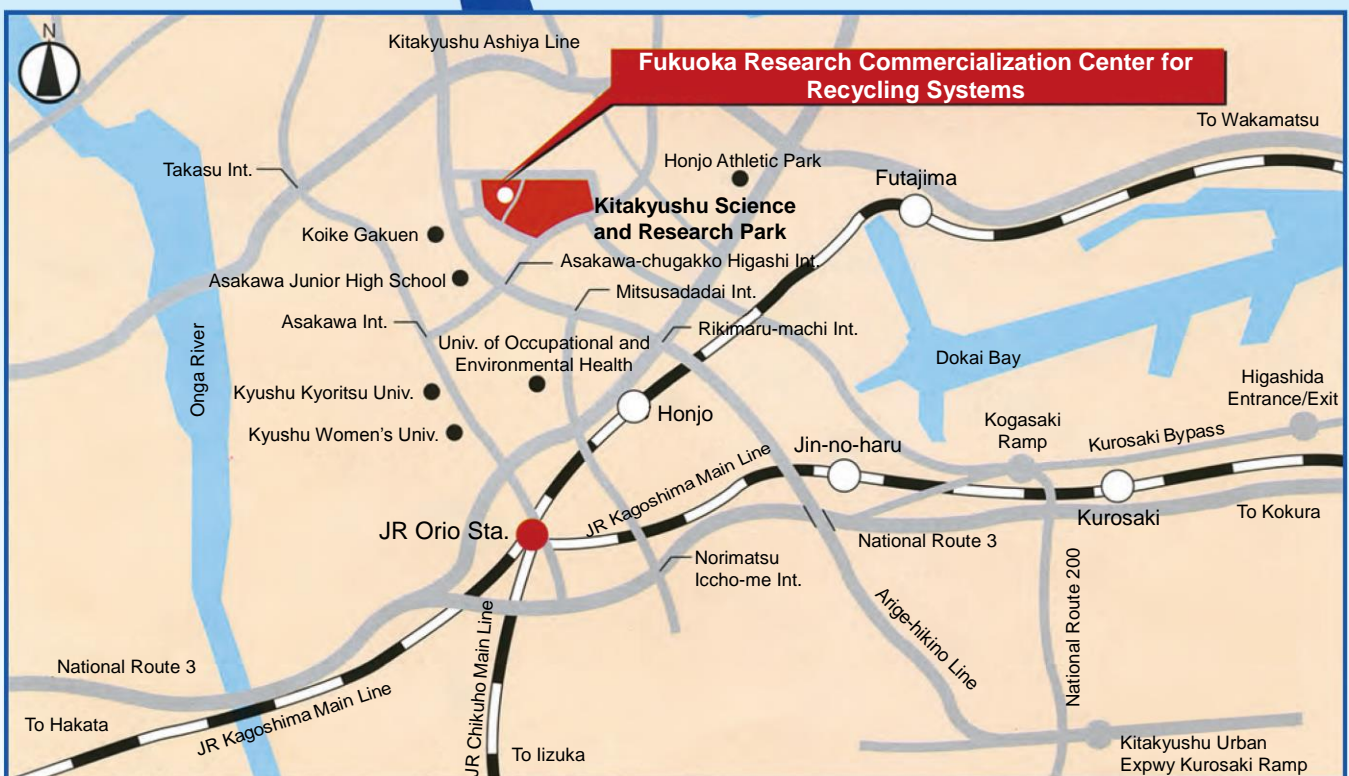 N
Kitakyushu Ashiya Line
Fukuoka Research Commercialization Center for
Recycling Systems
To Wakamatsu
Takasu Int.
Honjo Athletic Park
Futajima
Kitakyushu Science
and Research Park
Koike Gakuen
Asakawa-chugakko Higashi Int.
Asakawa Junior High School
Mitsusadadai Int.
Asakawa Int.
Rikimaru-machi Int.
Univ. of Occupational and
Environmental Health
Onga River
Dokai Bay
Higashida
Entrance/Exit
Kyushu Kyoritsu Univ.
Honjo
Kogasaki
Ramp
Kurosaki Bypass
Kyushu Women's Univ.
Jin-no-haru
JR Kagoshima Main Line
JR Orio Sta.
Kurosaki
To Kokura
National Route 3
Norimatsu
Iccho-me Int.
National Route 200
Arige-hikino Line
JR Chikuho Main Line
National Route 3
JR Kagoshima Main Line
To Hakata
To Iizuka
Kitakyushu Urban
Expwy Kurosaki Ramp